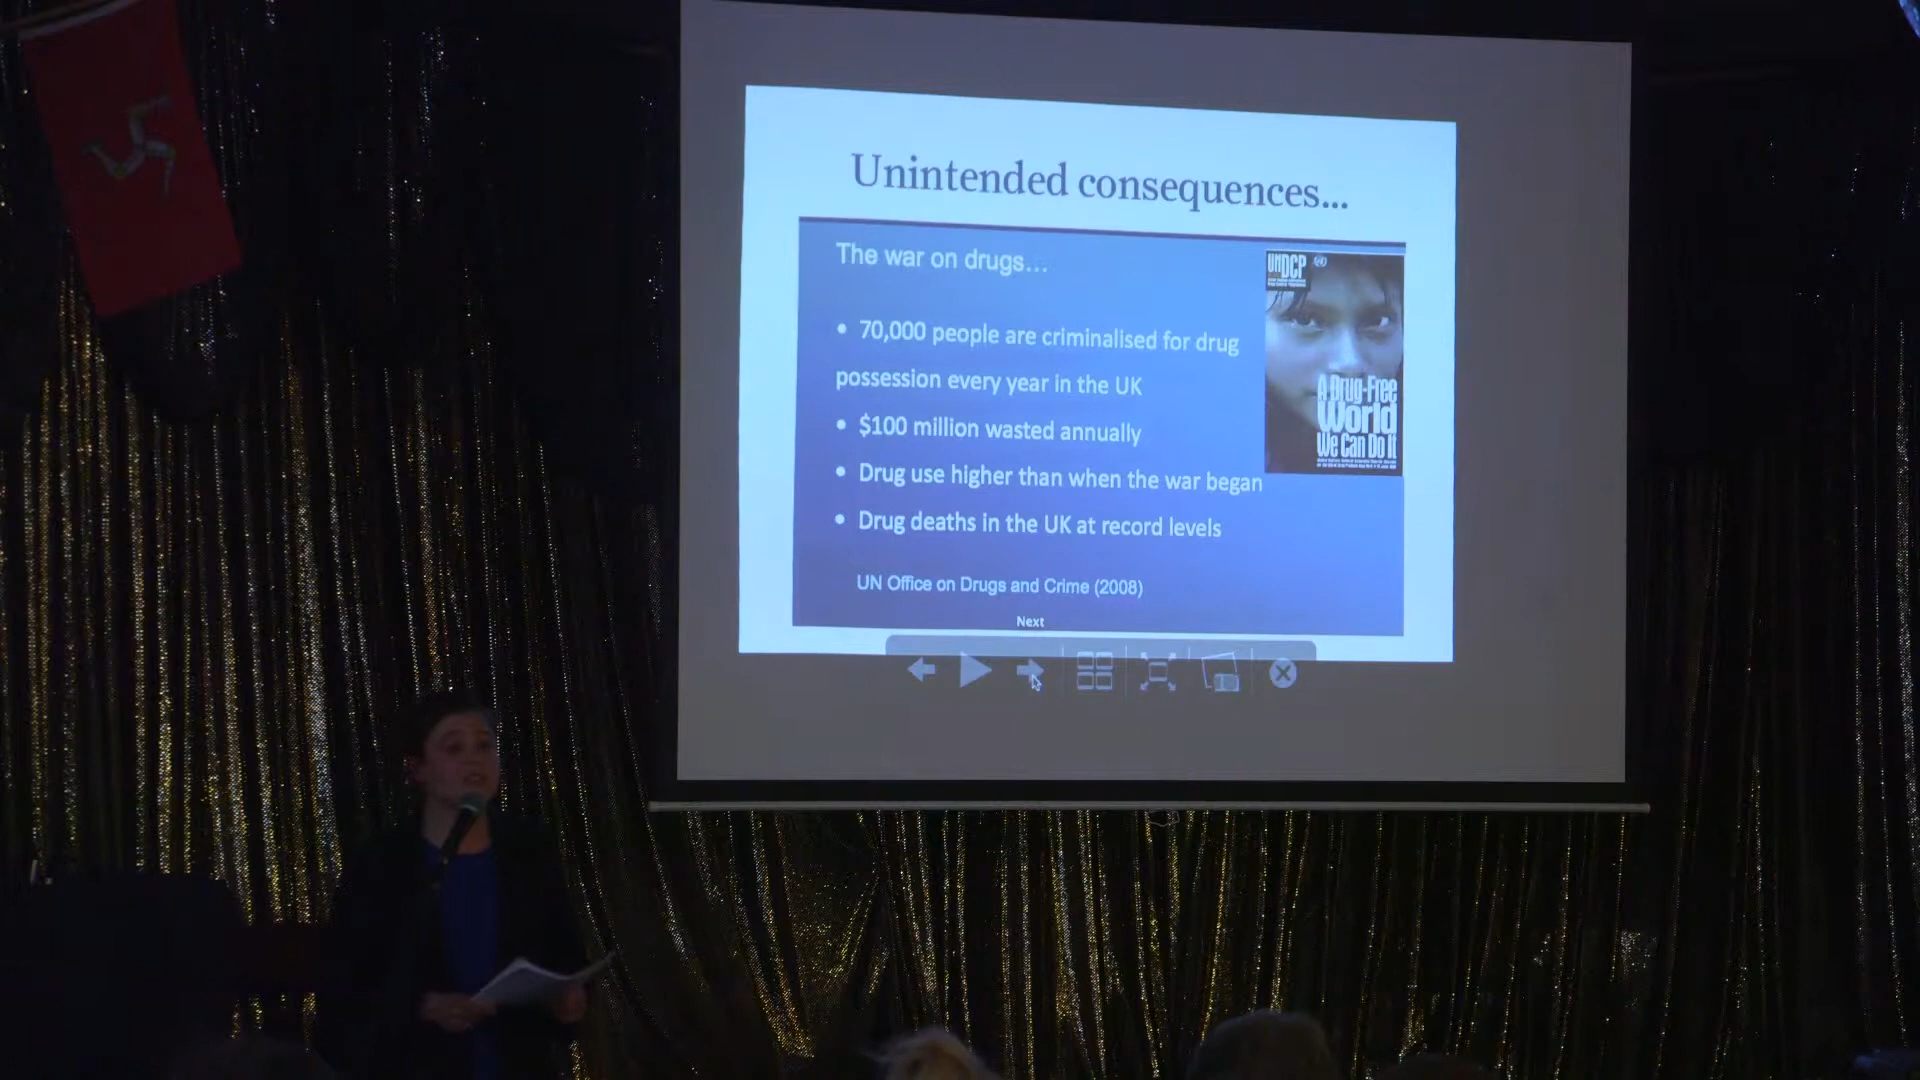 Unintended consequences...
The war on drugs...
• 70,000 people are criminalised for drug
possession every year in the UK
• $100 million wasted annually
• Drug use higher than when the war began
• Drug deaths in the UK at record levels
UN Office on Drugs and Crime (2008)
Next
UNDCP
A Drug-Free
World
We Can Do It